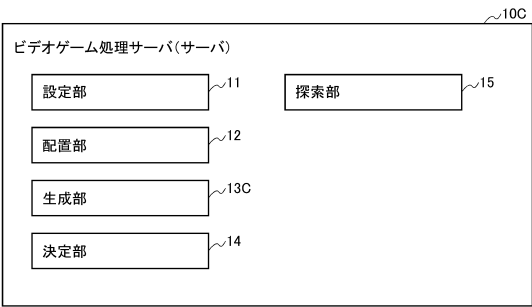 10C
ビデオゲーム処理サーバ(サーバ)
設定部 11
探索部 15
配置部 12
生成部 13C
決定部 14